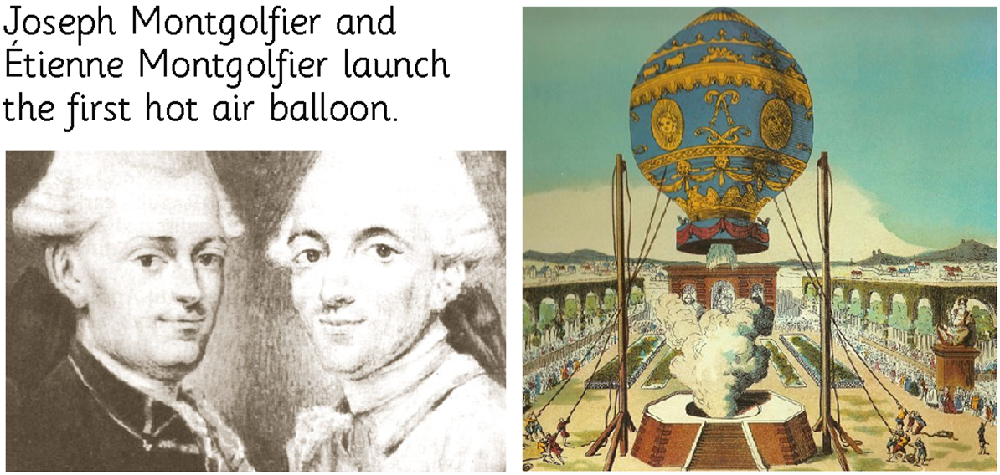 Joseph Montgolfier and
Étienne Montgolfier launch
the first hot air balloon.